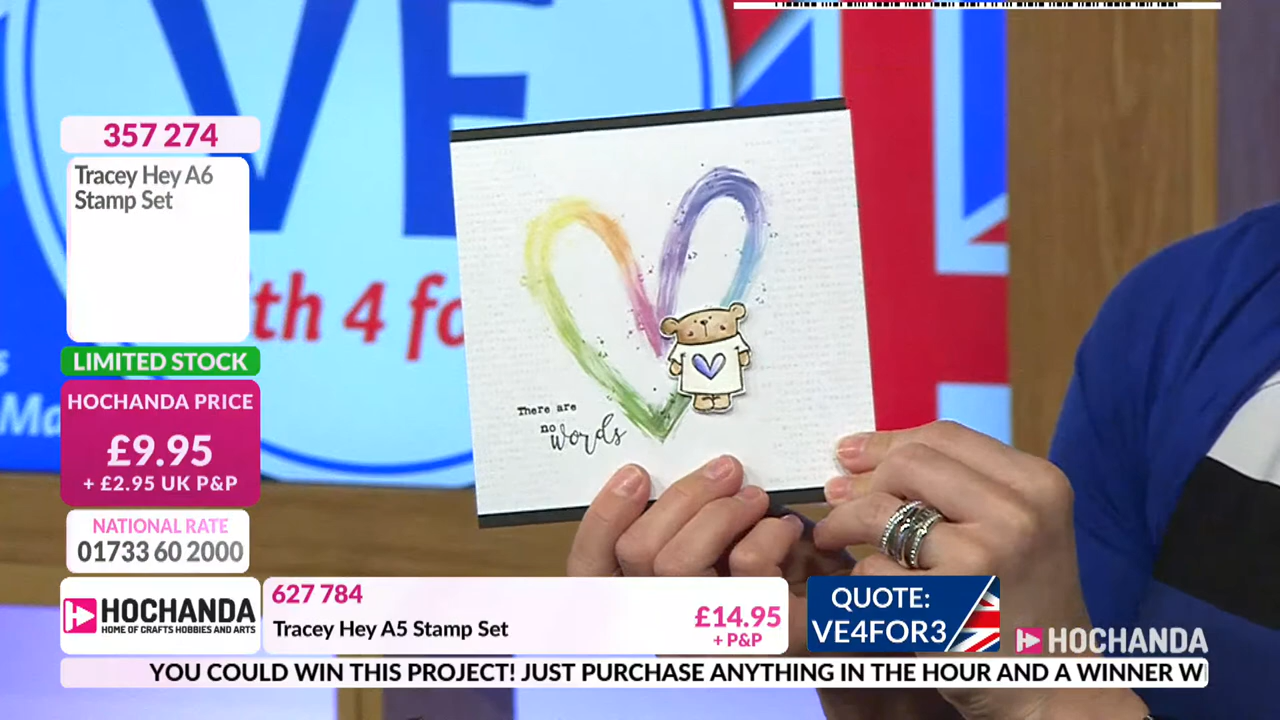 VE
th 4 fo
s
Ma
357 274
Tracey Hey A6
Stamp Set
LIMITED STOCK
HOCHANDA PRICE
£9.95
+ £2.95 UK P&P
NATIONAL RATE
01733 60 2000
There are
no
words
HOCHANDA
HOME OF CRAFTS HOBBIES AND ARTS
627 784
Tracey Hey A5 Stamp Set
£14.95
+ P&P
QUOTE:
VE4FOR3
HOCHANDA
YOU COULD WIN THIS PROJECT! JUST PURCHASE ANYTHING IN THE HOUR AND A WINNER W